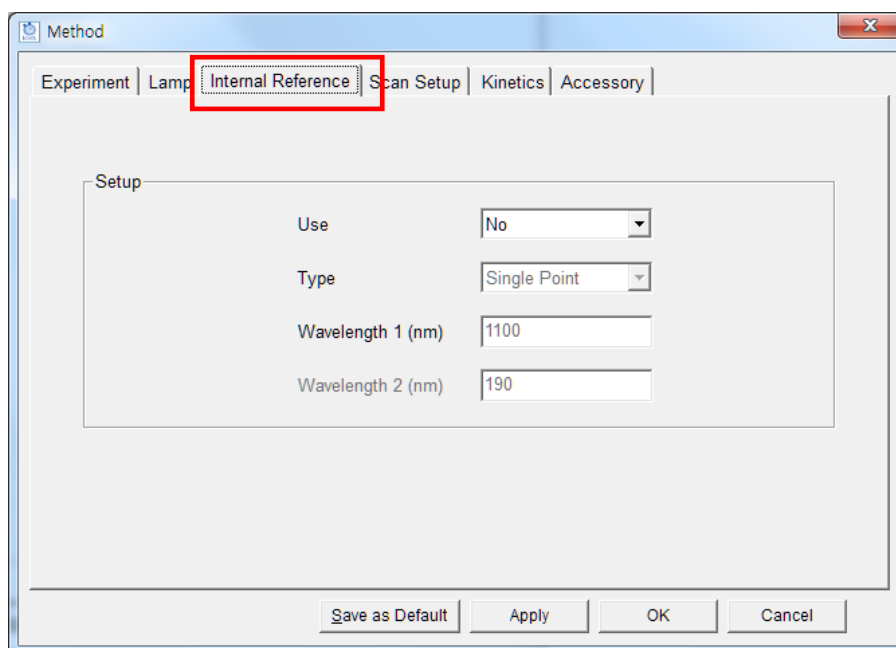 Method
Experiment Lamp Internal Reference Scan Setup Kinetics Accessory
Setup
Use No
Type Single Point
Wavelength 1 (nm) 1100
Wavelength 2 (nm) 190
Save as Default Apply OK Cancel